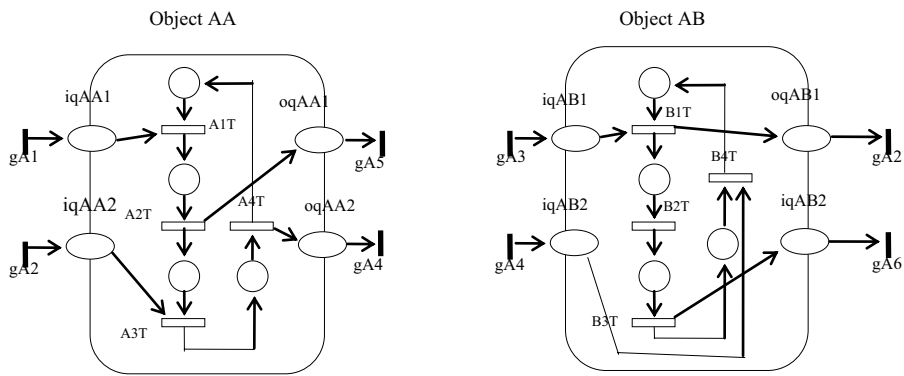 Object AA
iqAA1
oqAA1
A1T
gA1
gA5
iqAA2
A2T
A4T
oqAA2
gA2
gA4
A3T
Object AB
iqAB1
oqAB1
B1T
gA3
B4T
gA2
iqAB2
B2T
iqAB2
gA4
gA6
B3T